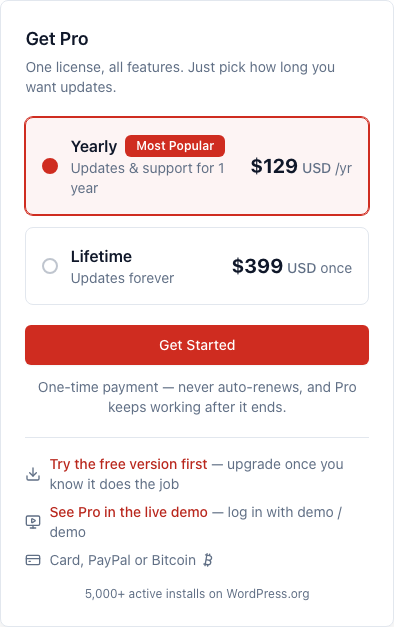 Get Pro
One license, all features. Just pick how long you
want updates.
Yearly Most Popular
Updates & support for 1
year
$129 USD /yr
Lifetime
Updates forever
$399 USD once
Get Started
One-time payment — never auto-renews, and Pro
keeps working after it ends.
Try the free version first — upgrade once you
know it does the job
See Pro in the live demo — log in with demo /
demo
Card, PayPal or Bitcoin ₿
5,000+ active installs on WordPress.org